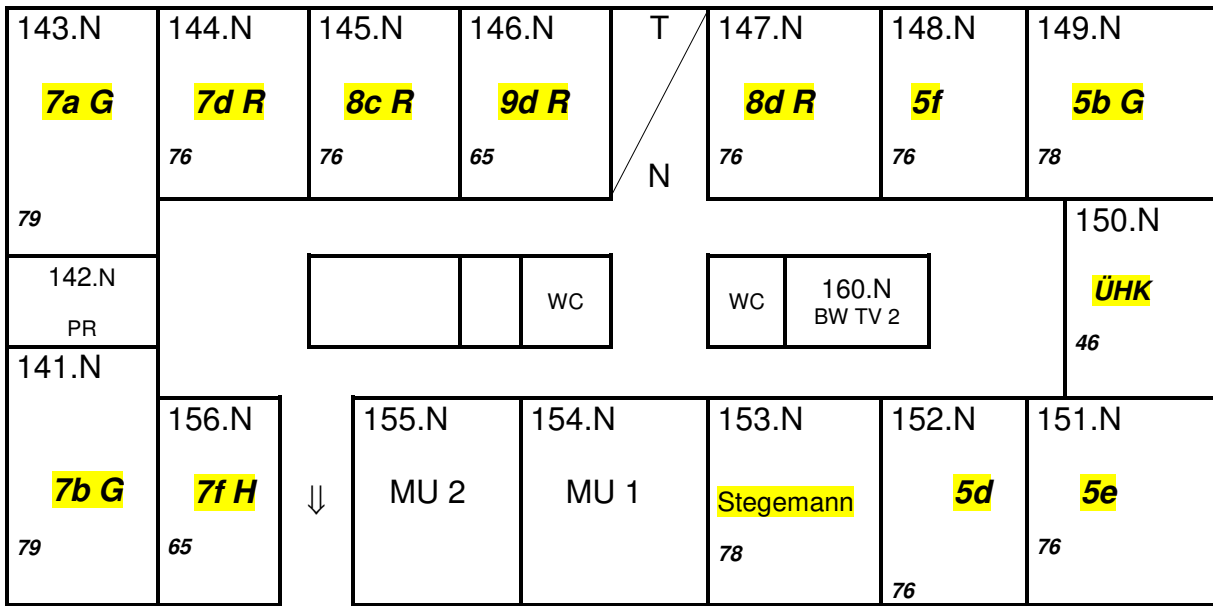 143.N
7a G
79
144.N
7d R
76
145.N
8c R
76
146.N
9d R
65
T
N
147.N
8d R
76
148.N
5f
76
149.N
5b G
78
142.N
PR
WC
WC
160.N
BW TV 2
150.N
ÜHK
46
141.N
7b G
79
156.N
7f H
65
⇓
155.N
MU 2
154.N
MU 1
153.N
Stegemann
78
152.N
5d
76
151.N
5e
76